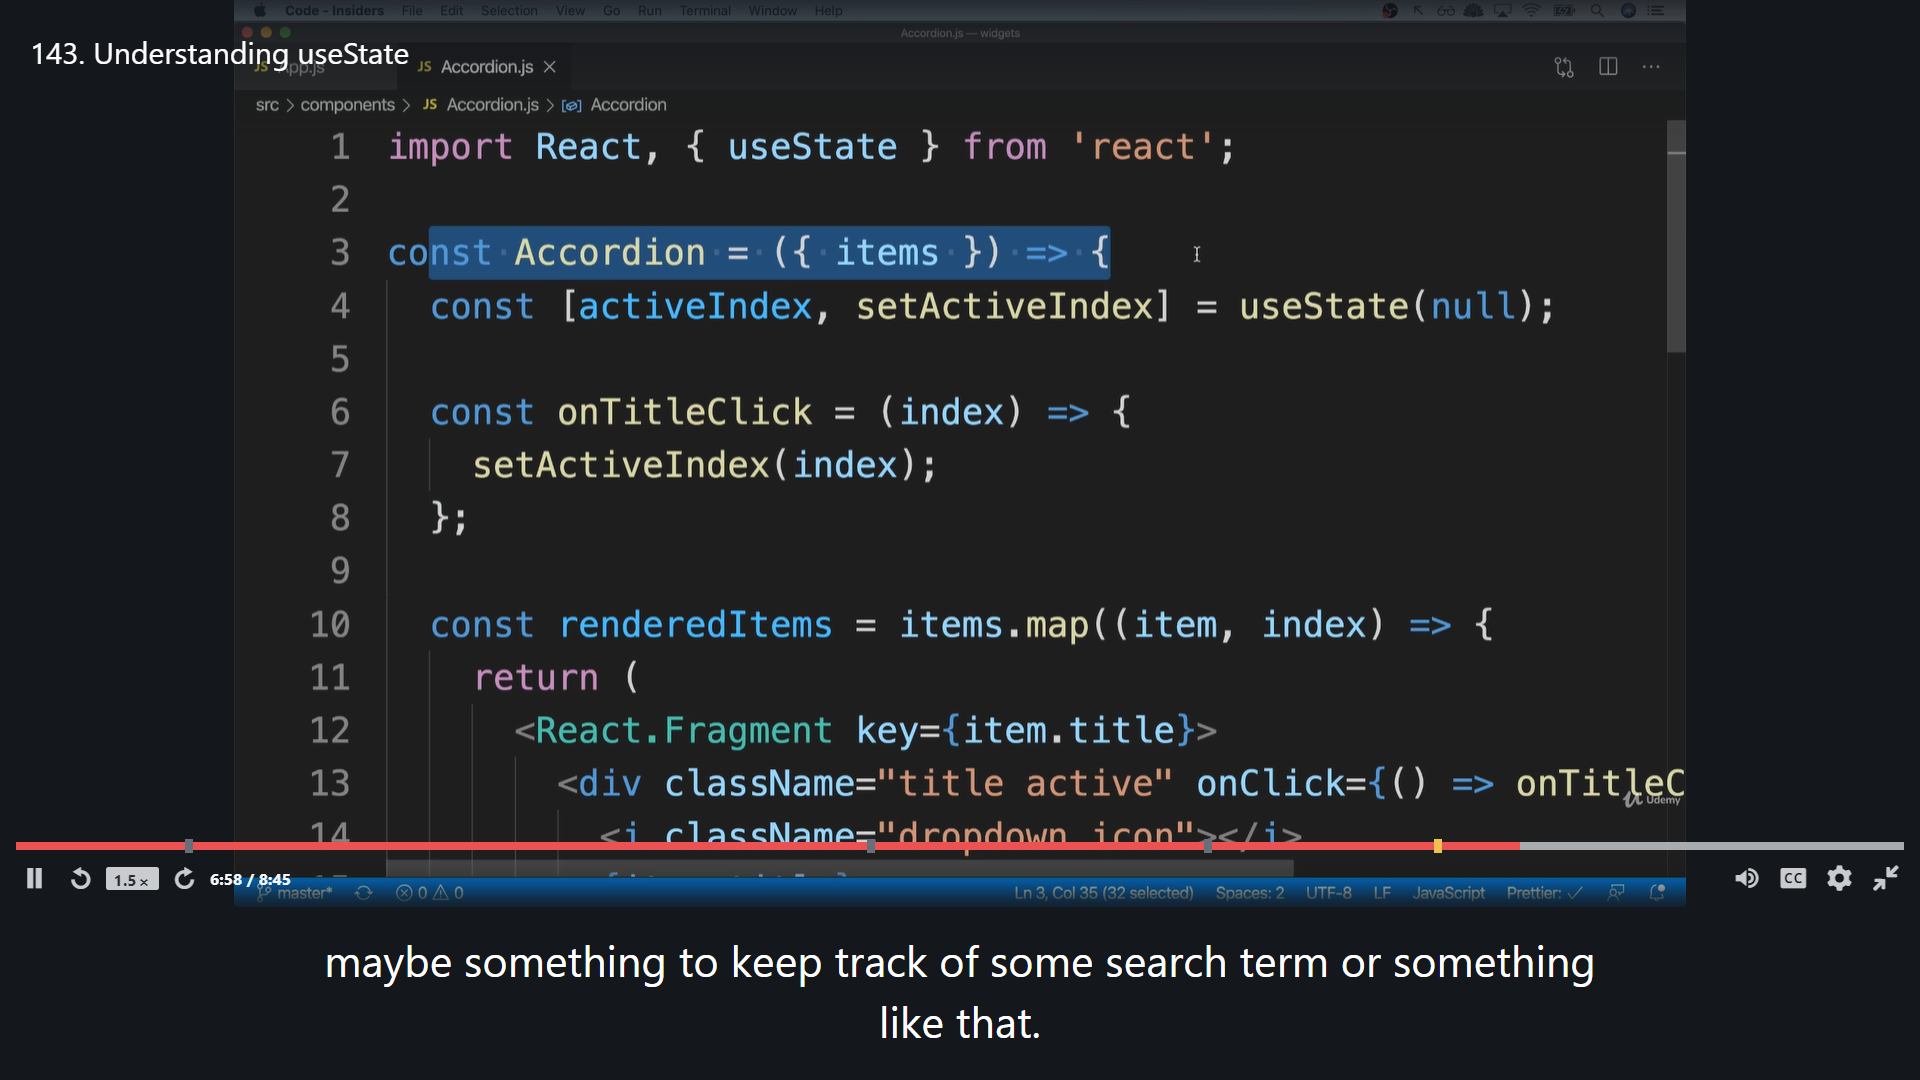 Code - Insiders File Edit Selection View Go Run Terminal Window Help
Accordion.js — widgets
143. Understanding useState
JS App.js JS Accordion.js
src > components > JS Accordion.js > Accordion
1 import React, { useState } from 'react';
2
3 const Accordion = ({ items }) => {
4 const [activeIndex, setActiveIndex] = useState(null);
5
6 const onTitleClick = (index) => {
7 setActiveIndex(index);
8 };
9
10 const renderedItems = items.map((item, index) => {
11 return (
12 <React.Fragment key={item.title}>
13 <div className="title active" onClick={() => onTitleC
Udemy
14 <i className="dropdown icon"></i>
1.5 x 6:58 / 8:45 CC
master* 0 0 Ln 3, Col 35 (32 selected) Spaces: 2 UTF-8 LF JavaScript Prettier: ✓
maybe something to keep track of some search term or something
like that.